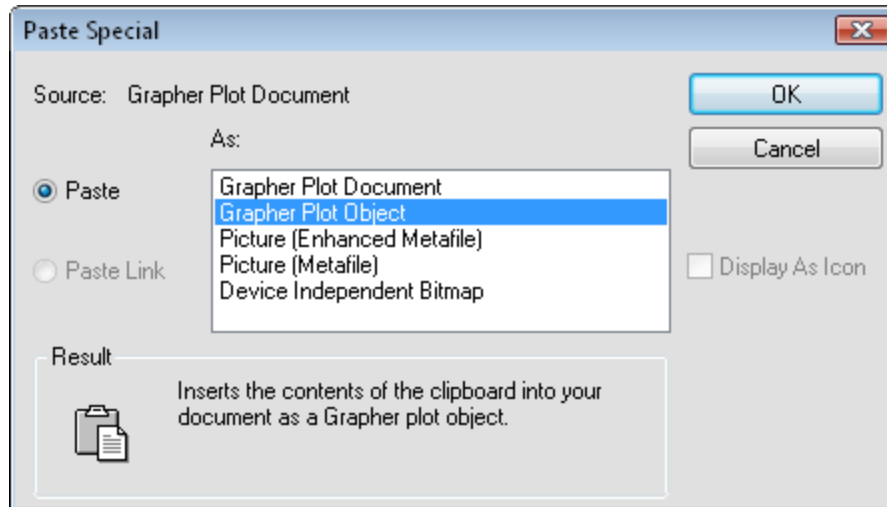 Paste Special
Source: Grapher Plot Document
OK
As:
Cancel
Paste
Grapher Plot Document
Grapher Plot Object
Picture (Enhanced Metafile)
Paste Link
Picture (Metafile)
Display As Icon
Device Independent Bitmap
Result
Inserts the contents of the clipboard into your
document as a Grapher plot object.